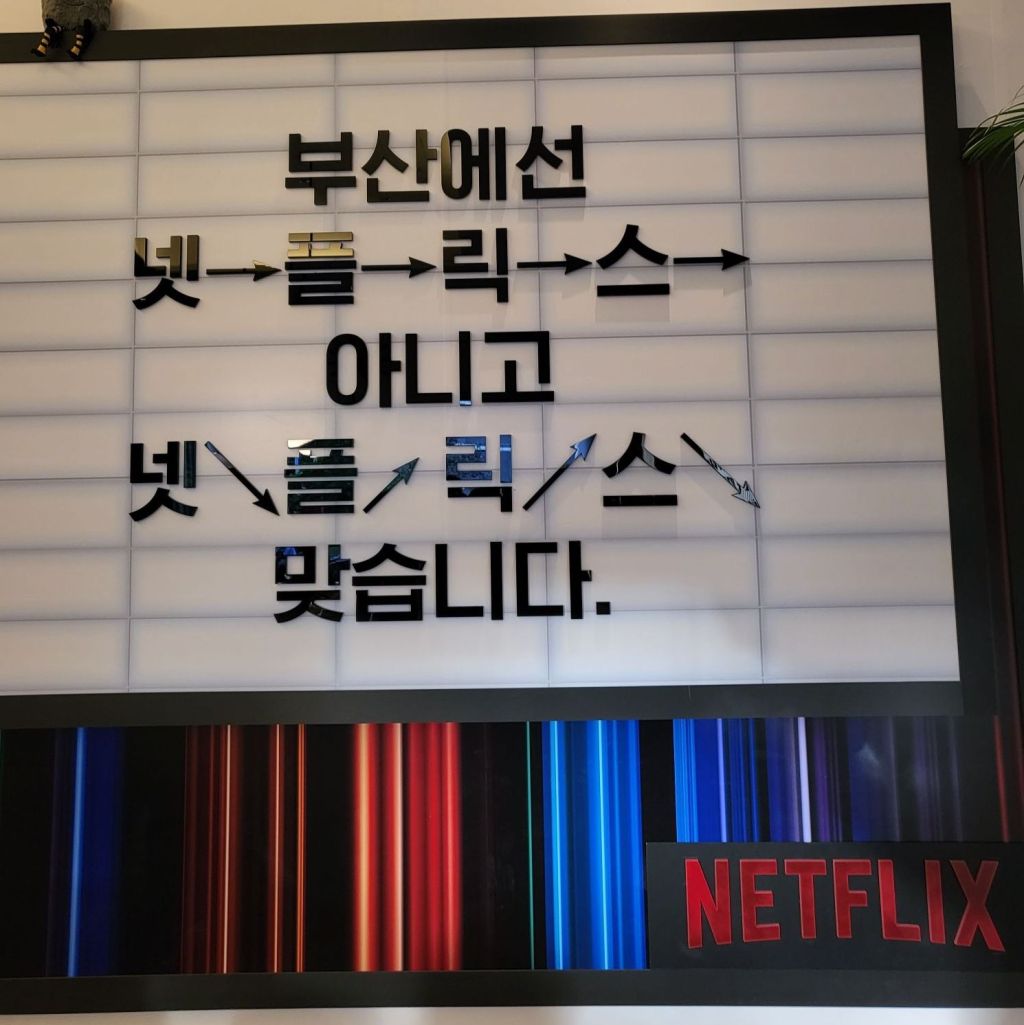 부산에선
넷→플→릭→스→
아니고
넷↘플↗릭↗스↘
맞습니다.
NETFLIX